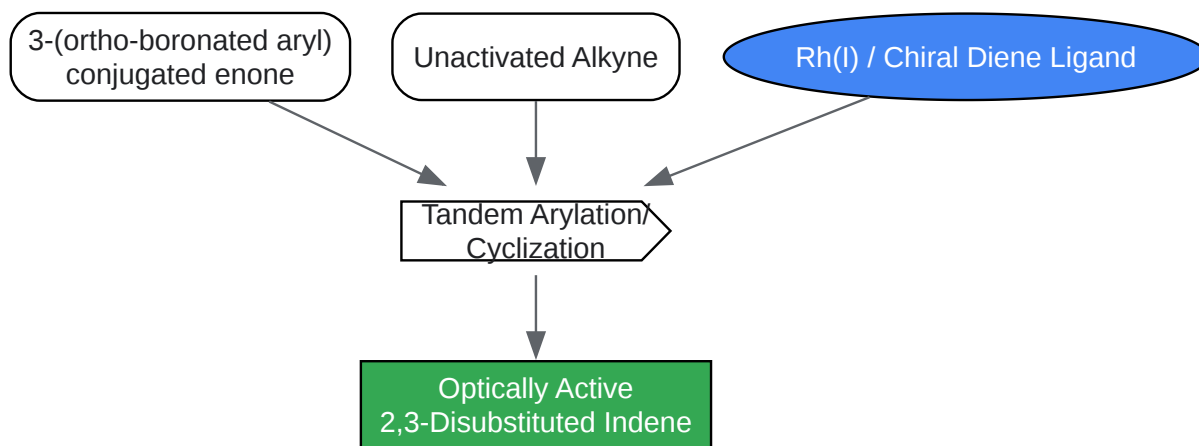 3-(ortho-boronated aryl)
conjugated enone
Unactivated Alkyne
Rh(I) / Chiral Diene Ligand
Tandem Arylation/
Cyclization
Optically Active
2,3-Disubstituted Indene